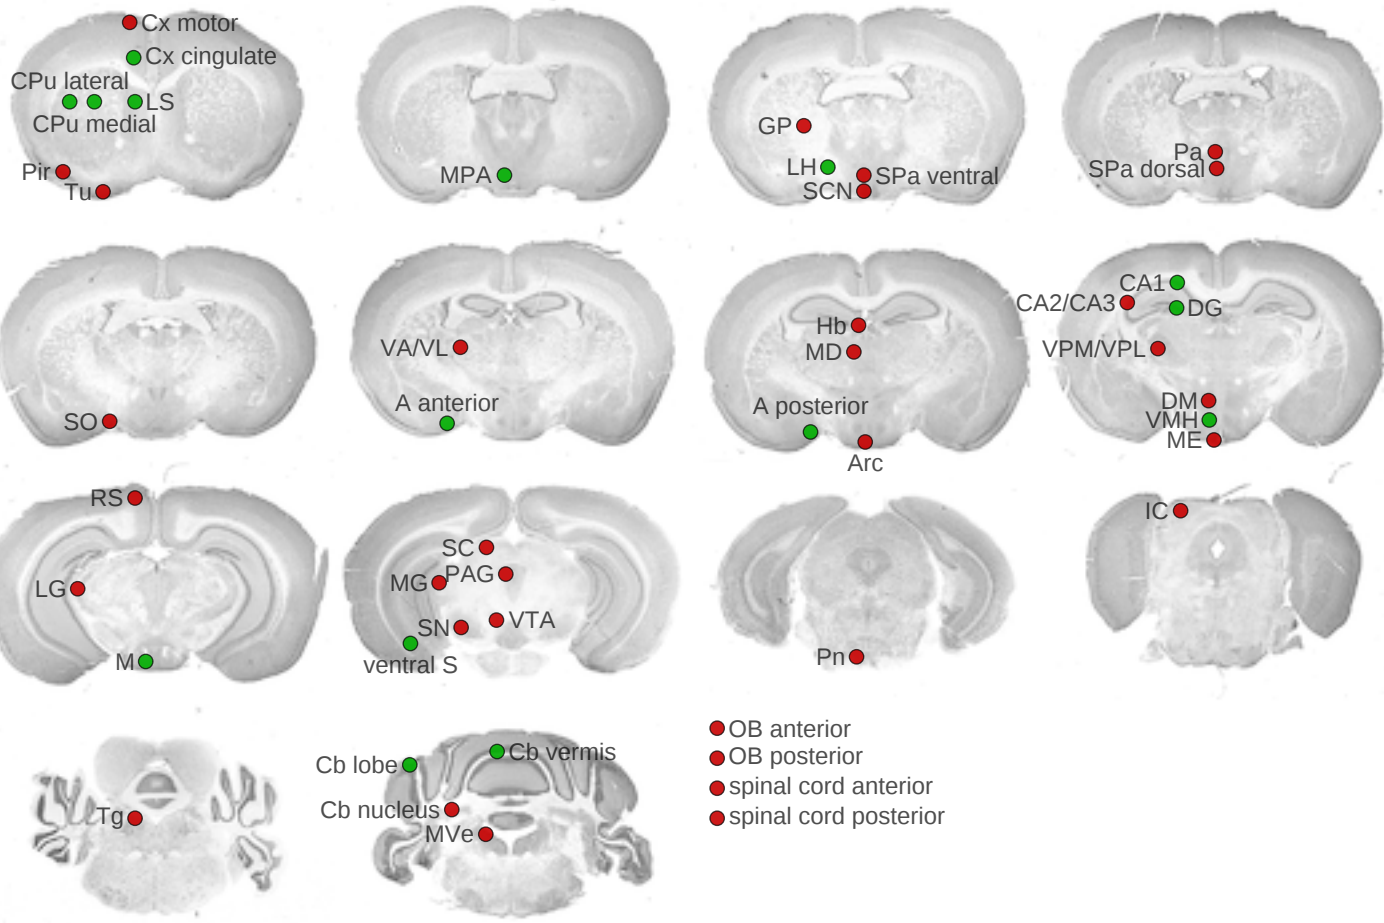 Cx motor
Cx cingulate
CPu lateral
LS
CPu medial
Pir
Tu
MPA
GP
LH
SPa ventral
SCN
Pa
SPa dorsal
SO
VA/VL
A anterior
Hb
MD
A posterior
Arc
CA1
CA2/CA3
DG
VPM/VPL
DM
VMH
ME
RS
LG
M
SC
MG
PAG
SN
VTA
ventral S
Pn
IC
Tg
Cb lobe
Cb vermis
Cb nucleus
MVe
OB anterior
OB posterior
spinal cord anterior
spinal cord posterior